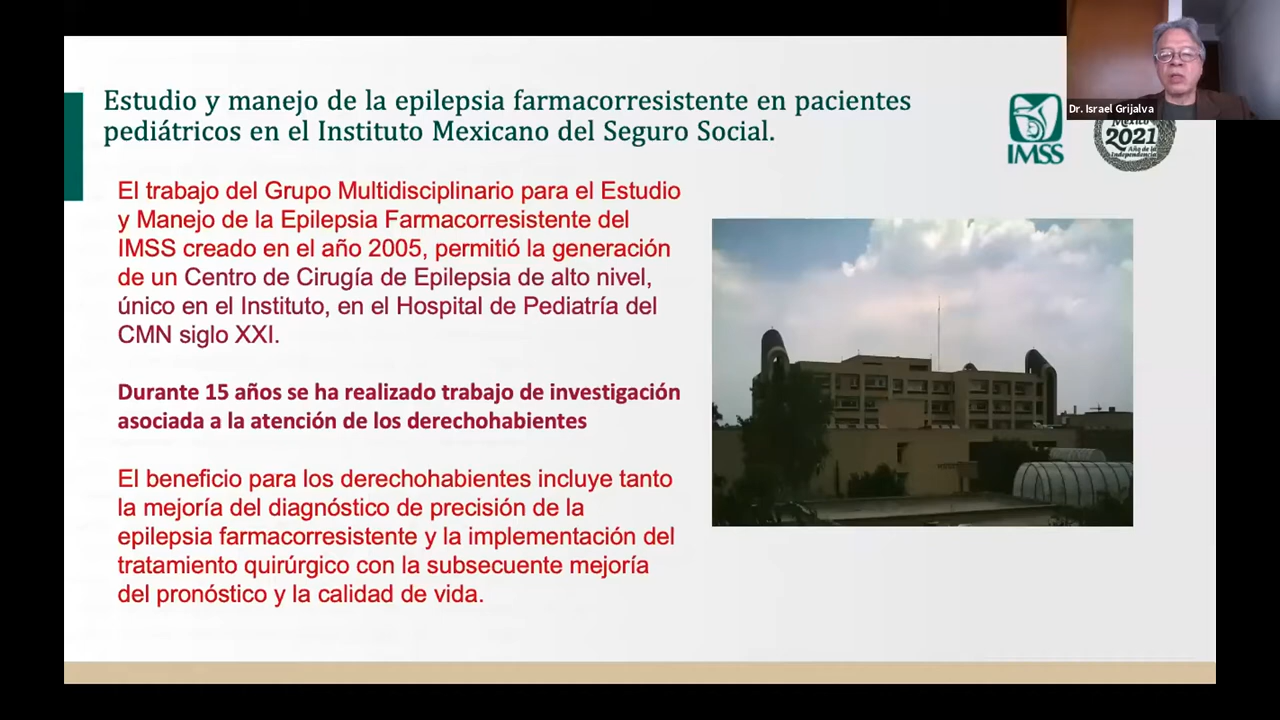 Estudio y manejo de la epilepsia farmacorresistente en pacientes
pediátricos en el Instituto Mexicano del Seguro Social.
IMSS
México
2021
Año de la
Independencia
Dr. Israel Grijalva
El trabajo del Grupo Multidisciplinario para el Estudio
y Manejo de la Epilepsia Farmacorresistente del
IMSS creado en el año 2005, permitió la generación
de un Centro de Cirugía de Epilepsia de alto nivel,
único en el Instituto, en el Hospital de Pediatría del
CMN siglo XXI.
Durante 15 años se ha realizado trabajo de investigación
asociada a la atención de los derechohabientes
El beneficio para los derechohabientes incluye tanto
la mejoría del diagnóstico de precisión de la
epilepsia farmacorresistente y la implementación del
tratamiento quirúrgico con la subsecuente mejoría
del pronóstico y la calidad de vida.